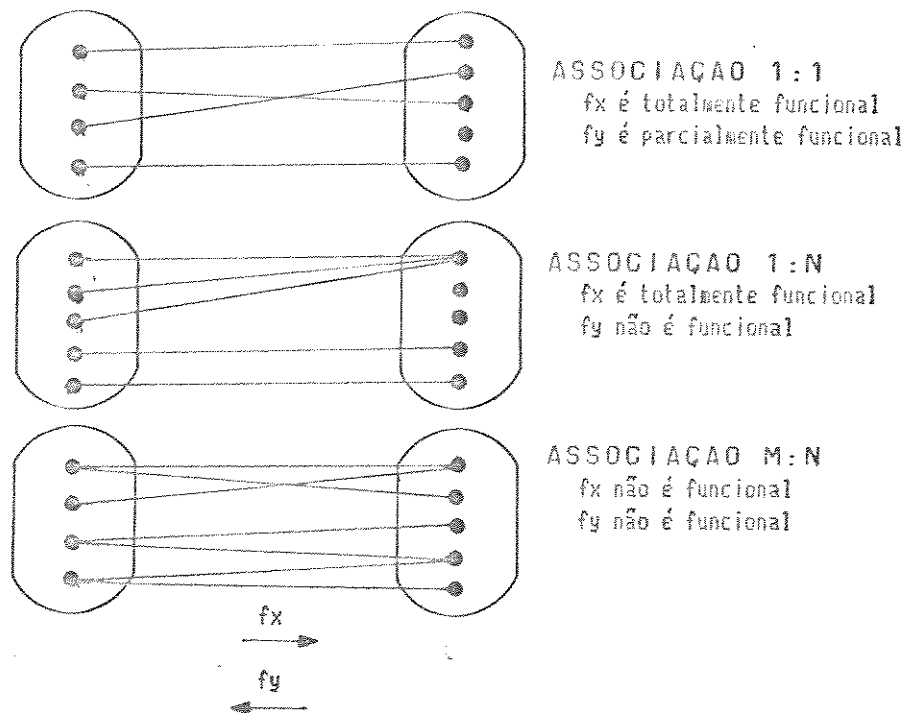 ASSOCIAÇAO 1:1
fx é totalmente funcional
fy é parcialmente funcional
ASSOCIAÇAO 1:N
fx é totalmente funcional
fy não é funcional
ASSOCIAÇAO M:N
fx não é funcional
fy não é funcional
fx
fy